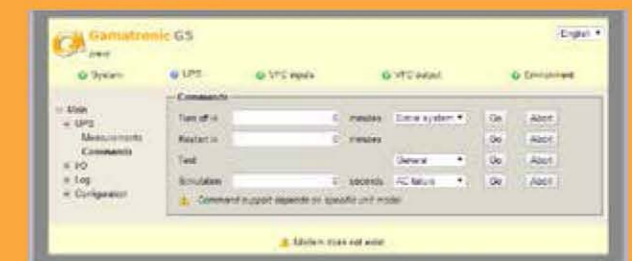 Gamatronic G5
English
System UPS VFC inputs VFC output Environment
Commands
Turn off in 0 minutes Entire system Go Abort
Restart in 0 minutes Go Abort
Test General Go Abort
Simulation 0 seconds AC failure Go Abort
Command support depends on specific unit model
Main
UPS
Measurements
Commands
I/O
Log
Configuration
Modem does not exist